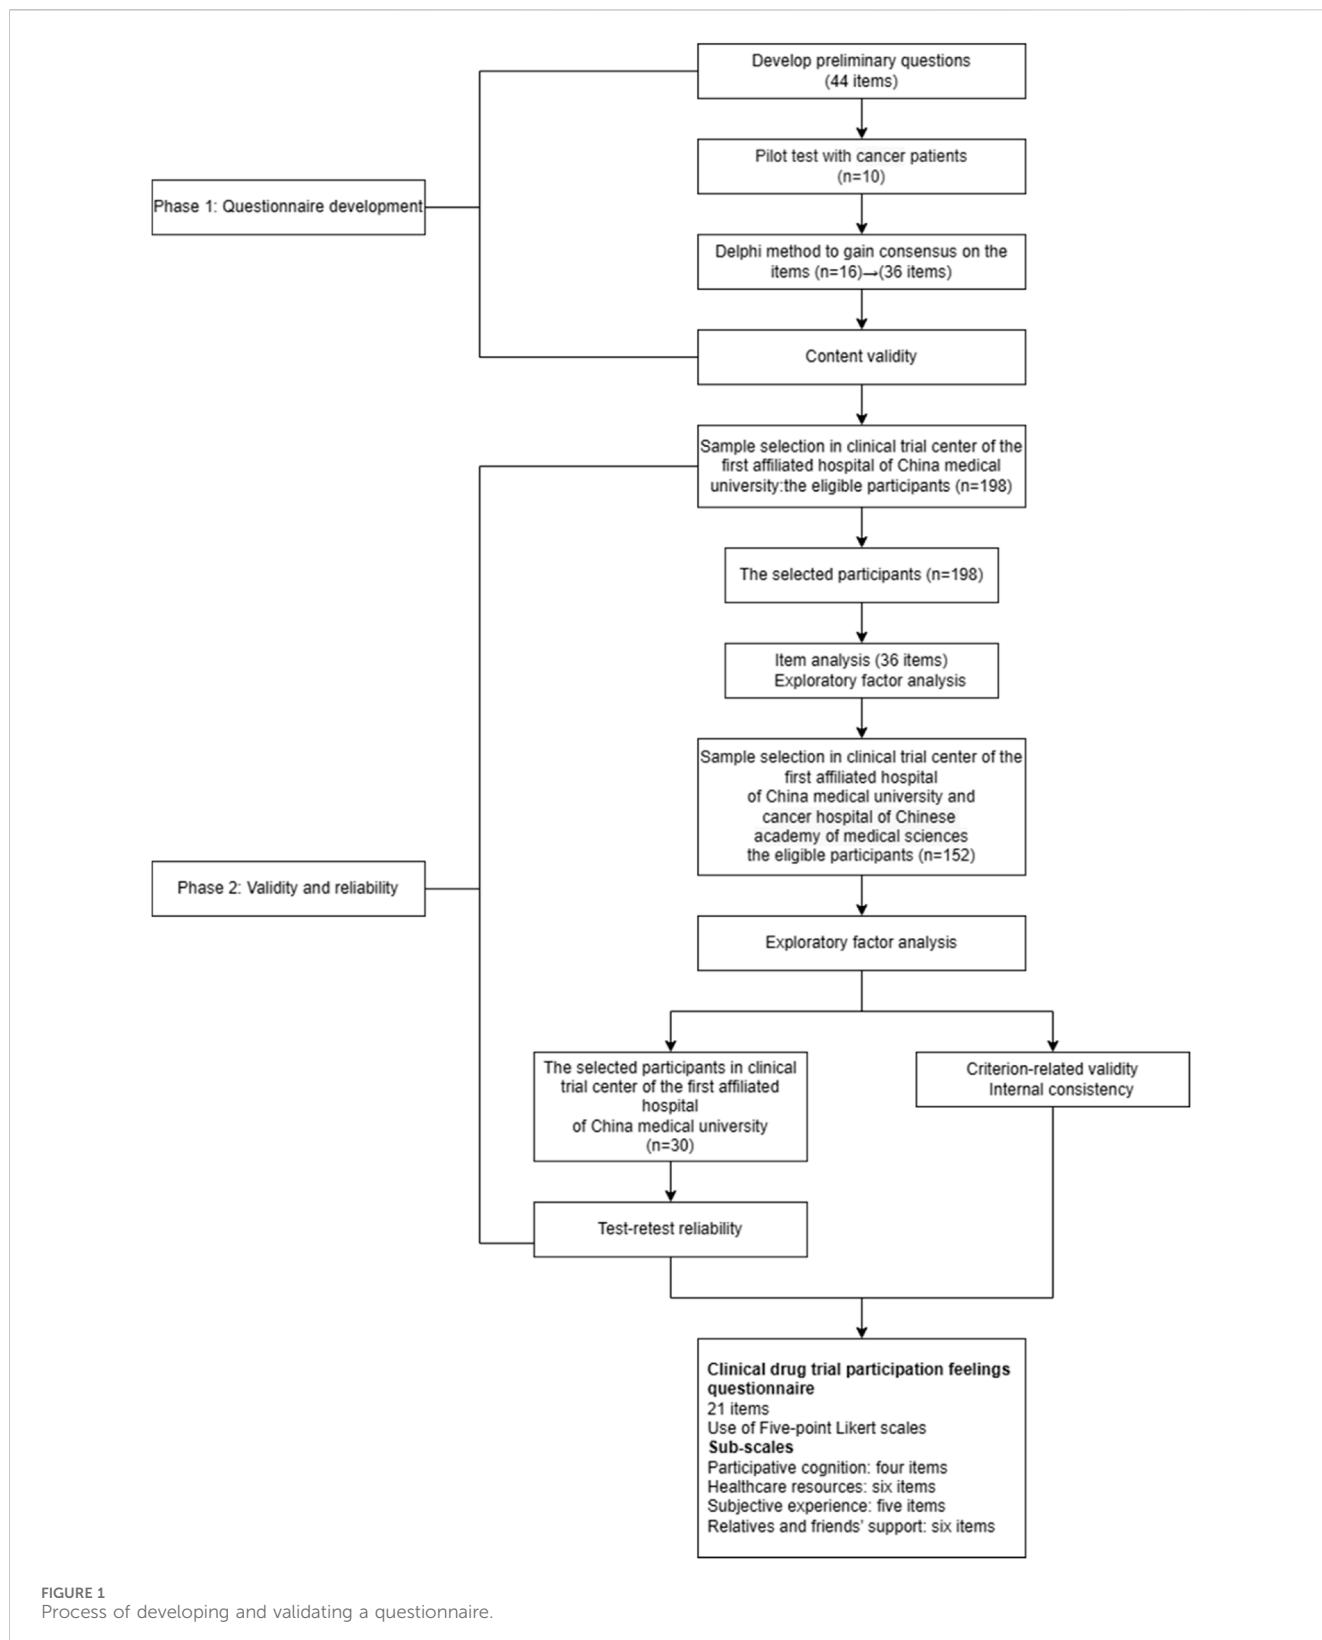 Develop preliminary questions
(44 items)
Pilot test with cancer patients
(n=10)
Phase 1: Questionnaire development
Delphi method to gain consensus on the
items (n=16)→(36 items)
Content validity
Sample selection in clinical trial center of the
first affiliated hospital of China medical
university:the eligible participants (n=198)
The selected participants (n=198)
Item analysis (36 items)
Exploratory factor analysis
Sample selection in clinical trial center of the
first affiliated hospital
of China medical university and
cancer hospital of Chinese
academy of medical sciences
the eligible participants (n=152)
Phase 2: Validity and reliability
Exploratory factor analysis
The selected participants in clinical
trial center of the first affiliated
hospital
of China medical university
(n=30)
Criterion-related validity
Internal consistency
Test-retest reliability
Clinical drug trial participation feelings
questionnaire
21 items
Use of Five-point Likert scales
Sub-scales
Participative cognition: four items
Healthcare resources: six items
Subjective experience: five items
Relatives and friends' support: six items
FIGURE 1
Process of developing and validating a questionnaire.